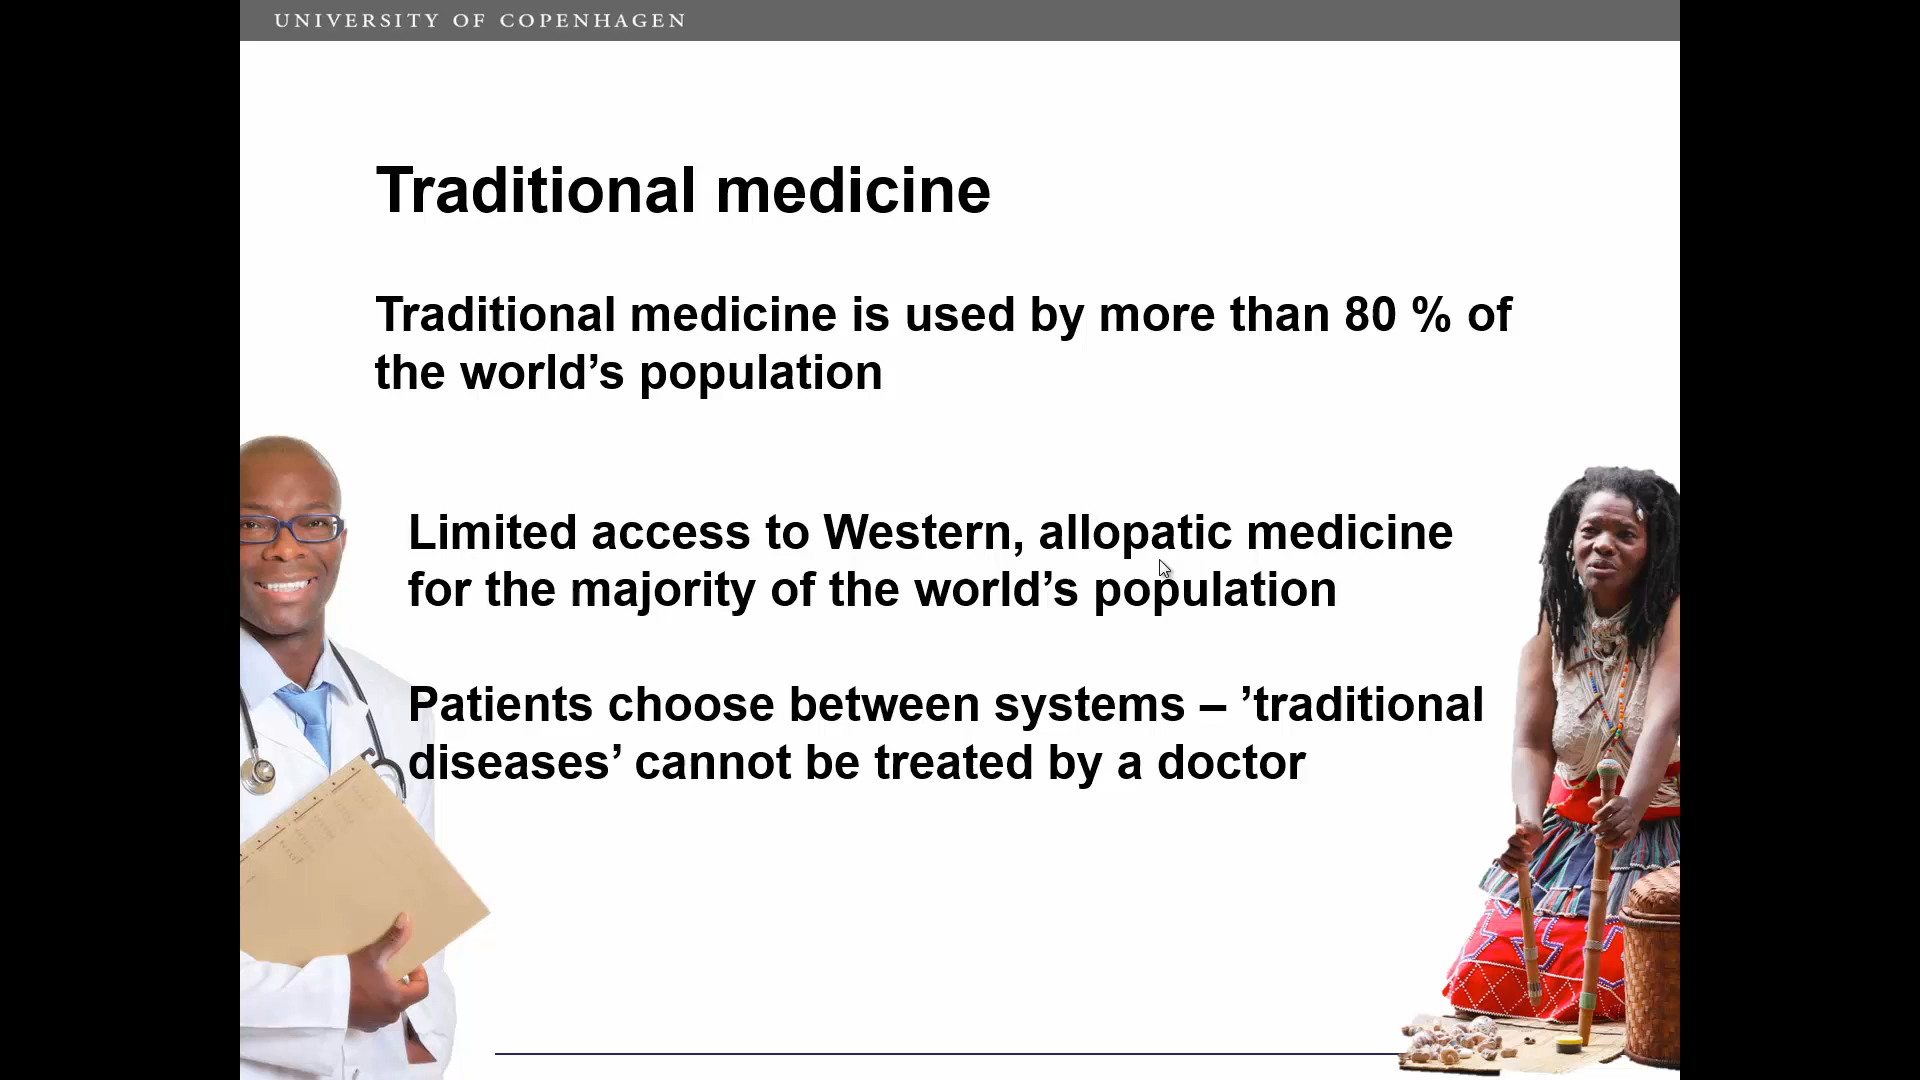 UNIVERSITY OF COPENHAGEN
Traditional medicine
Traditional medicine is used by more than 80 % of
the world’s population
Limited access to Western, allopatic medicine
for the majority of the world’s population
Patients choose between systems – ’traditional
diseases’ cannot be treated by a doctor